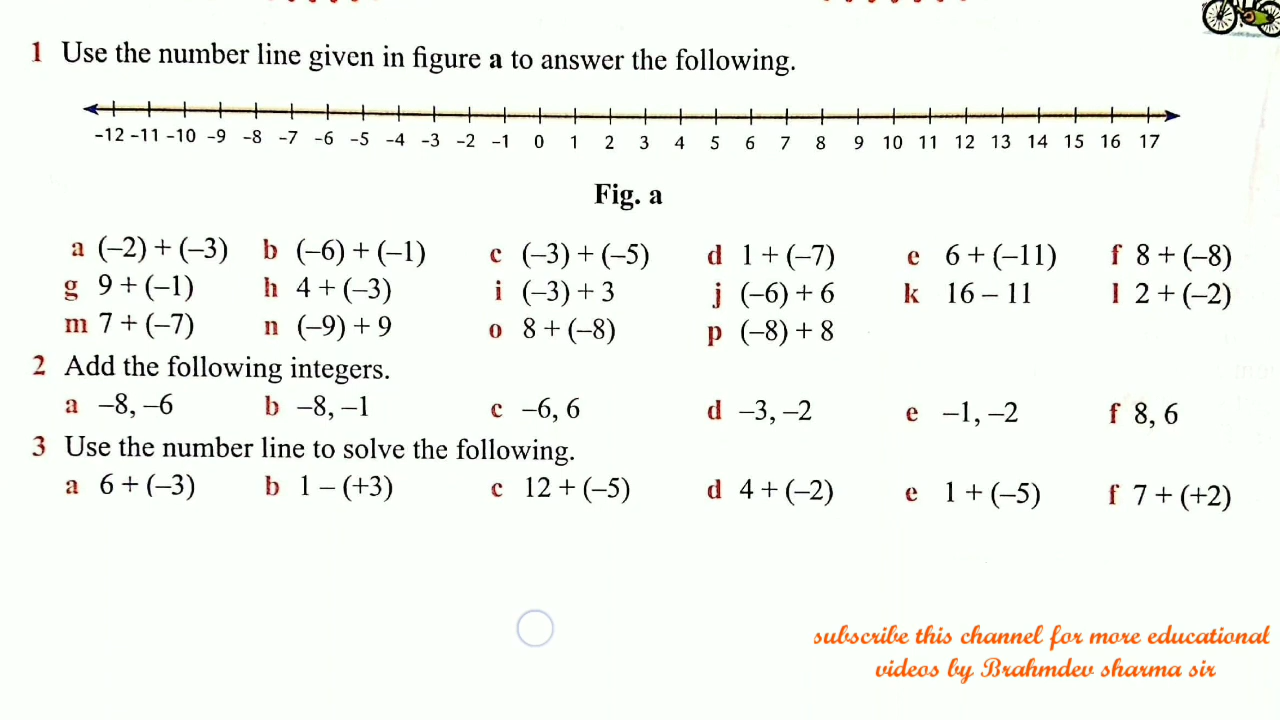 1 Use the number line given in figure a to answer the following.
-12 -11 -10 -9 -8 -7 -6 -5 -4 -3 -2 -1 0 1 2 3 4 5 6 7 8 9 10 11 12 13 14 15 16 17
Fig. a
a (–2) + (–3) b (–6) + (–1) c (–3) + (–5) d 1 + (–7) e 6 + (–11) f 8 + (–8)
g 9 + (–1) h 4 + (–3) i (–3) + 3 j (–6) + 6 k 16 – 11 l 2 + (–2)
m 7 + (–7) n (–9) + 9 o 8 + (–8) p (–8) + 8
2 Add the following integers.
a –8, –6 b –8, –1 c –6, 6 d –3, –2 e –1, –2 f 8, 6
3 Use the number line to solve the following.
a 6 + (–3) b 1 – (+3) c 12 + (–5) d 4 + (–2) e 1 + (–5) f 7 + (+2)
subscribe this channel for more educational
videos by Brahmdev sharma sir